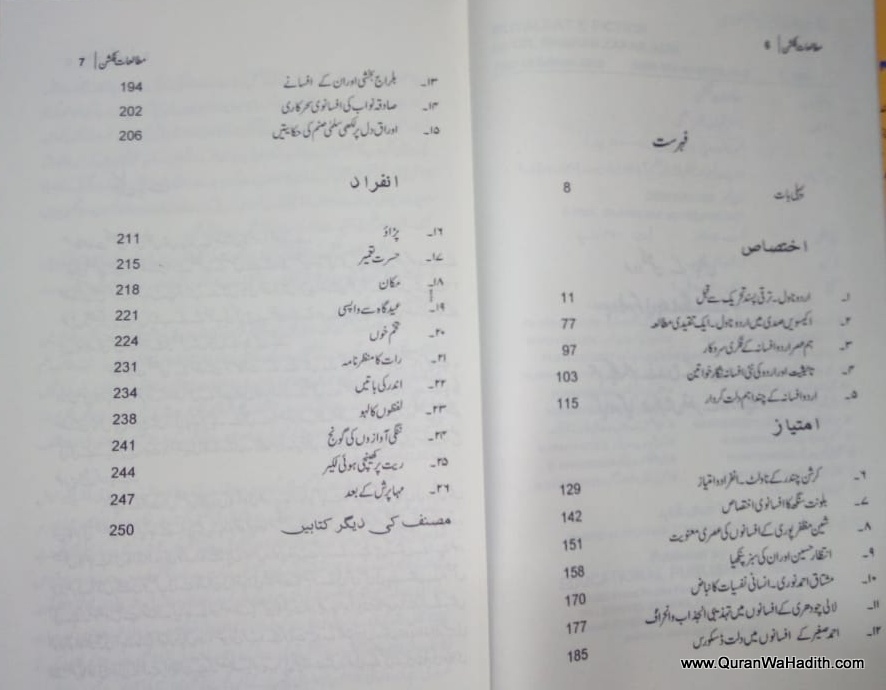 مطالعات فکشن | 6
فہرست
پہلی بات 8
اختصاص
۱۔ اردو ناول۔ ترقی پسند تحریک سے قبل 11
۲۔ اکیسویں صدی میں اردو ناول۔ ایک تنقیدی مطالعہ 77
۳۔ ہم عصر اردو افسانہ کے فکری سروکار 97
۴۔ تانیثیت اور اردو کی نئی افسانہ نگار خواتین 103
۵۔ اردو افسانہ کے چند اہم دلت کردار 115
امتیاز
۶۔ کرشن چندر کے ناولٹ۔ انفراد و امتیاز 129
۷۔ بلونت سنگھ کا افسانوی اختصاص 142
۸۔ شین مظفر پوری کے افسانوں کی عصری معنویت 151
۹۔ انتظار حسین اور ان کی سبز پنکھیا 158
۱۰۔ مشتاق احمد نوری۔ انسانی نفسیات کا نباض 170
۱۱۔ لالی چودھری کے افسانوں میں تہذیبی انجذاب و انحراف 177
۱۲۔ احمد صغیر کے افسانوں میں دلت ڈسکورس 185
مطالعات فکشن | 7
۱۳۔ بلراج بخشی اور ان کے افسانے 194
۱۴۔ صادقہ نواب کی افسانوی سحر کاری 202
۱۵۔ اوراق دل پر لکھی سلمیٰ صنم کی حکایتیں 206
انفراد
۱۶۔ پڑاؤ 211
۱۷۔ حسرت تعمیر 215
۱۸۔ مکان 218
۱۹۔ عیدگاہ سے واپسی 221
۲۰۔ تخم خوں 224
۲۱۔ رات کا منظر نامہ 231
۲۲۔ اندر کی باتیں 234
۲۳۔ لفظوں کا لہو 238
۲۴۔ ننگی آوازوں کی گونج 241
۲۵۔ ریت پر کھینچی ہوئی لکیر 244
۲۶۔ مہاپرش کے بعد 247
مصنف کی دیگر کتابیں 250
www.QuranWaHadith.com